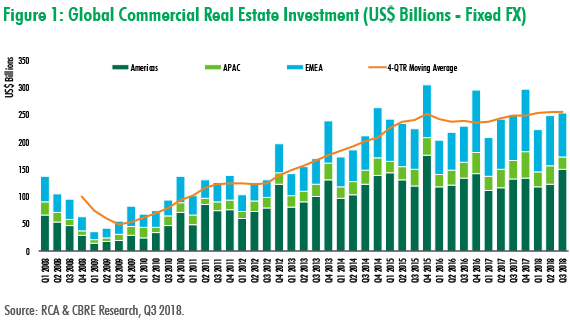 Figure 1: Global Commercial Real Estate Investment (US$ Billions - Fixed FX)
US$ Billions
350
300
250
200
150
100
50
0
Americas APAC EMEA 4-QTR Moving Average
Q1 2008
Q2 2008
Q3 2008
Q4 2008
Q1 2009
Q2 2009
Q3 2009
Q4 2009
Q1 2010
Q2 2010
Q3 2010
Q4 2010
Q1 2011
Q2 2011
Q3 2011
Q4 2011
Q1 2012
Q2 2012
Q3 2012
Q4 2012
Q1 2013
Q2 2013
Q3 2013
Q4 2013
Q1 2014
Q2 2014
Q3 2014
Q4 2014
Q1 2015
Q2 2015
Q3 2015
Q4 2015
Q1 2016
Q2 2016
Q3 2016
Q4 2016
Q1 2017
Q2 2017
Q3 2017
Q4 2017
Q1 2018
Q2 2018
Q3 2018
Source: RCA & CBRE Research, Q3 2018.